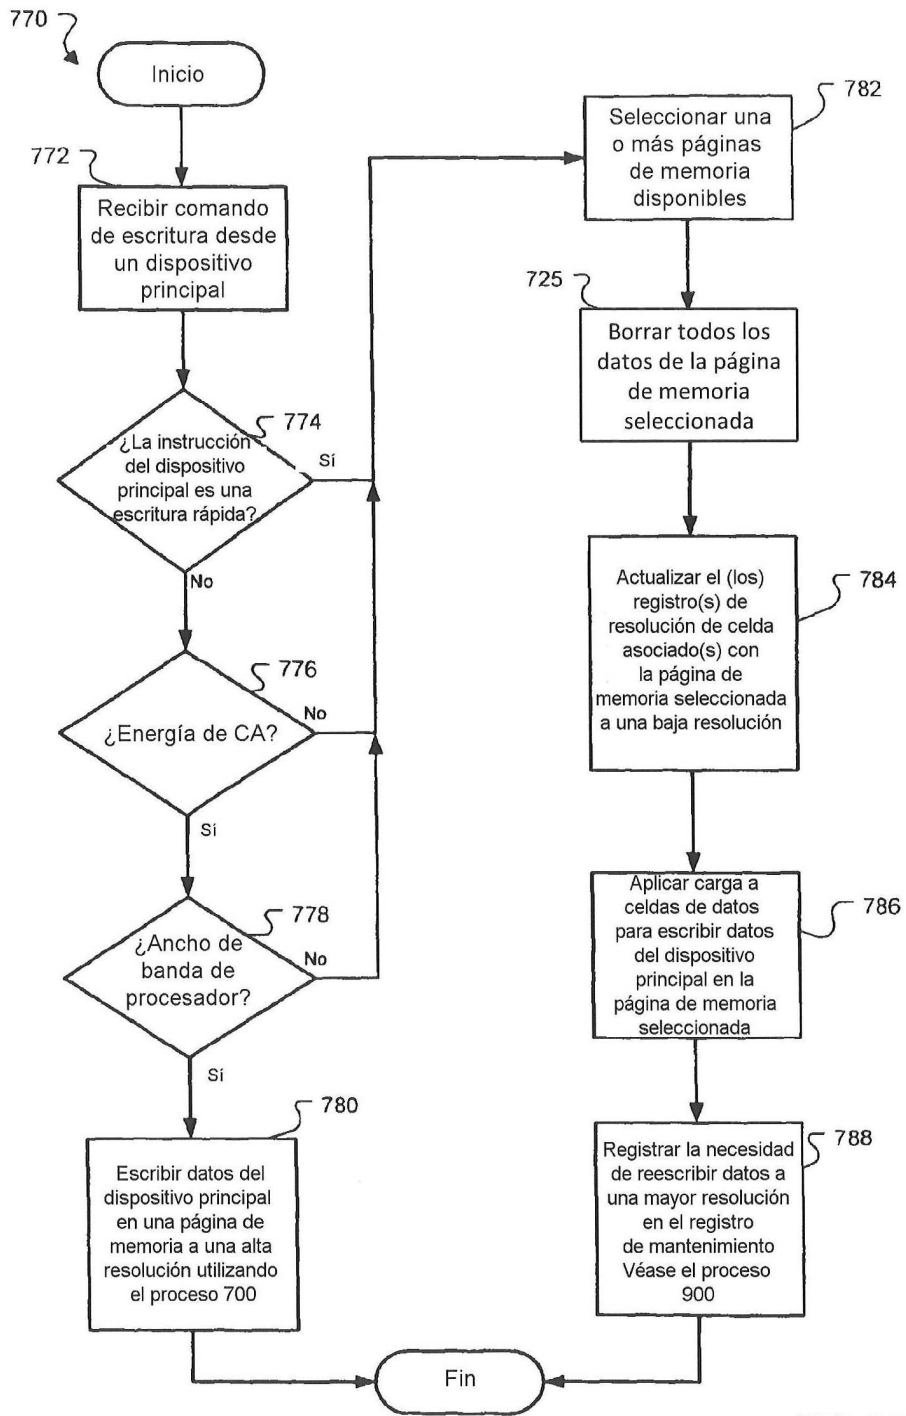 770
Inicio
772
Recibir comando
de escritura desde
un dispositivo
principal
774
¿La instrucción
del dispositivo
principal es una
escritura rápida?
Sí
No
776
¿Energía de CA?
No
Sí
778
¿Ancho de
banda de
procesador?
No
Sí
780
Escribir datos del
dispositivo principal
en una página de
memoria a una alta
resolución utilizando
el proceso 700
782
Seleccionar una
o más páginas
de memoria
disponibles
725
Borrar todos los
datos de la página
de memoria
seleccionada
784
Actualizar el (los)
registro(s) de
resolución de celda
asociado(s) con
la página de
memoria seleccionada
a una baja resolución
786
Aplicar carga a
celdas de datos
para escribir datos
del dispositivo
principal en la
página de memoria
seleccionada
788
Registrar la necesidad
de reescribir datos a
una mayor resolución
en el registro
de mantenimiento
Véase el proceso
900
Fin